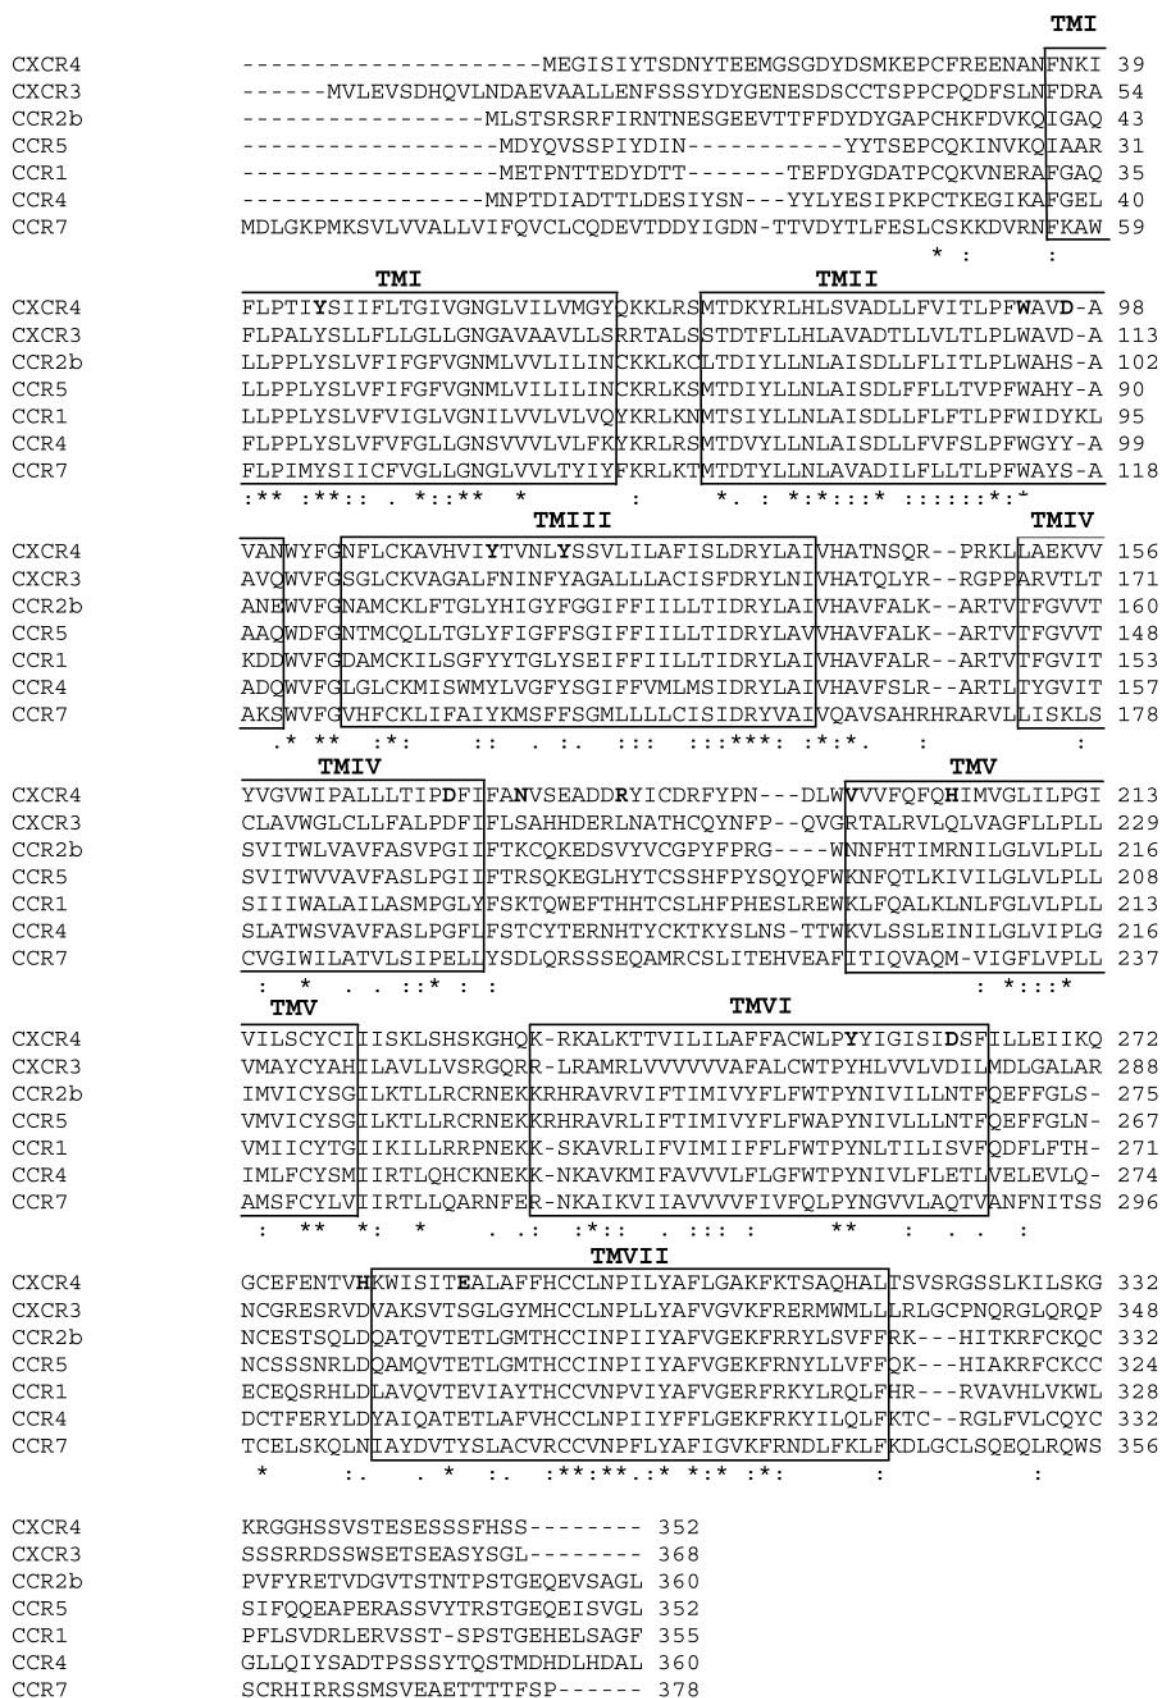 TMI
CXCR4 ---------------------MEGISIYTSDNYTEEMGSGDYDSMKEPCFREENANFNKI 39
CXCR3 ------MVLEVSDHQVLNDAEVAALLENFSSSYDYGENESDSCCTSPPCPQDFSLNFDRA 54
CCR2b -----------------MLSTSRSRFIRNTNESGEEVTTFFDYDYGAPCHKFDVKQIGAQ 43
CCR5 ------------------MDYQVSSPIYDIN-----------YYTSEPCQKINVKQIAAR 31
CCR1 ------------------METPNTTEDYDTT-------TEFDYGDATPCQKVNERAFGAQ 35
CCR4 -----------------MNPTDIADTTLDESIYSN---YYLYESIPKPCTKEGIKAFGEL 40
CCR7 MDLGKPMKSVLVVALLVIFQVCLCQDEVTDDYIGDN-TTVDYTLFESLCSKKDVRNFKAW 59
* : :
TMI TMII
CXCR4 FLPTIYSIIFLTGIVGNGLVILVMGYQKKLRSMTDKYRLHLSVADLLFVITLPFWAVD-A 98
CXCR3 FLPALYSLLFLLGLLGNGAVAAVLLSRRTALSSTDTFLLHLAVADTLLVLTLPLWAVD-A 113
CCR2b LLPPLYSLVFIFGFVGNMLVILILINCKKLKCLTDIYLLNLAISDLLFLITLPLWAHS-A 102
CCR5 LLPPLYSLVFIFGFVGNMLVILILINCKRLKSMTDIYLLNLAISDLFFLLTVPFWAHY-A 90
CCR1 LLPPLYSLVFVIGLVGNILVVLVLVQYKRLKNMTSIYLLNLAISDLLFLFTLPFWIDYKL 95
CCR4 FLPPLYSLVFVFGLLGNSVVVLVLFKYKRLRSMTDVYLLNLAISDLLFVFSLPFWGYY-A 99
CCR7 FLPIMYSIICFVGLLGNGLVVLTYIYFKRLKTMTDTYLLNLAVADILFLLTLPFWAYS-A 118
:** :*:: . *:** * : *. : *:*:::* ::::::*:*
TMIII TMIV
CXCR4 VANWYFGNFLCKAVHVIYTVNLYSSVLILAFISLDRYLAIVHATNSQR--PRKLLAEKVV 156
CXCR3 AVQWVFGSGLCKVAGALFNINFYAGALLLACISFDRYLNIVHATQLYR--RGPPARVTLT 171
CCR2b ANEWVFGNAMCKLFTGLYHIGYFGGIFFIILLTIDRYLAIVHAVFALK--ARTVTFGVVT 160
CCR5 AAQWDFGNTMCQLLTGLYFIGFFSGIFFIILLTIDRYLAVVHAVFALK--ARTVTFGVVT 148
CCR1 KDDWVFGDAMCKILSGFYYTGLYSEIFFIILLTIDRYLAIVHAVFALR--ARTVTFGVIT 153
CCR4 ADQWVFGLGLCKMISWMYLVGFYSGIFFVMLMSIDRYLAIVHAVFSLR--ARTLTYGVIT 157
CCR7 AKSWVFGVHFCKLIFAIYKMSFFSGMLLLLCISIDRYVAIVQAVSAHRHRARVLLISKLS 178
.* ** :*: :: . :. ::: :::***: :*:*. : :
TMIV TMV
CXCR4 YVGVWIPALLLTIPDFIFANVSEADDRYICDRFYPN---DLWVVVFQFQHIMVGLILPGI 213
CXCR3 CLAVWGLCLLFALPDFIFLSAHHDERLNATHCQYNFP--QVGRTALRVLQLVAGFLLPLL 229
CCR2b SVITWLVAVFASVPGIIFTKCQKEDSVYVCGPYFPRG----WNNFHTIMRNILGLVLPLL 216
CCR5 SVITWVVAVFASLPGIIFTRSQKEGLHYTCSSHFPYSQYQFWKNFQTLKIVILGLVLPLL 208
CCR1 SIIIWALAILASMPGLYFSKTQWEFTHHTCSLHFPHESLREWKLFQALKLNLFGLVLPLL 213
CCR4 SLATWSVAVFASLPGFLFSTCYTERNHTYCKTKYSLNS-TTWKVLSSLEINILGLVIPLG 216
CCR7 CVGIWILATVLSIPELLYSDLQRSSSEQAMRCSLITEHVEAFITIQVAQM-VIGFLVPLL 237
: * . . ::* : : : *:::*
TMV TMVI
CXCR4 VILSCYCIIISKLSHSKGHQK-RKALKTTVILILAFFACWLPYYIGISIDSFILLEIIKQ 272
CXCR3 VMAYCYAHILAVLLVSRGQRR-LRAMRLVVVVVVAFALCWTPYHLVVLVDILMDLGALAR 288
CCR2b IMVICYSGILKTLLRCRNEKKRHRAVRVIFTIMIVYFLFWTPYNIVILLNTFQEFFGLS- 275
CCR5 VMVICYSGILKTLLRCRNEKKRHRAVRLIFTIMIVYFLFWAPYNIVLLLNTFQEFFGLN- 267
CCR1 VMIICYTGIIKILLRRPNEKK-SKAVRLIFVIMIIFFLFWTPYNLTILISVFQDFLFTH- 271
CCR4 IMLFCYSMIIRTLQHCKNEKK-NKAVKMIFAVVVLFLGFWTPYNIVLFLETLVELEVLQ- 274
CCR7 AMSFCYLVIIRTLLQARNFER-NKAIKVIIAVVVVFIVFQLPYNGVVLAQTVANFNITSS 296
: ** *: * . .: :*:: . ::: : ** : . . :
TMVII
CXCR4 GCEFENTVHKWISITEALAFFHCCLNPILYAFLGAKFKTSAQHALTSVSRGSSLKILSKG 332
CXCR3 NCGRESRVDVAKSVTSGLGYMHCCLNPLLYAFVGVKFRERMWMLLLRLGCPNQRGLQRQP 348
CCR2b NCESTSQLDQATQVTETLGMTHCCINPIIYAFVGEKFRRYLSVFFRK---HITKRFCKQC 332
CCR5 NCSSSNRLDQAMQVTETLGMTHCCINPIIYAFVGEKFRNYLLVFFQK---HIAKRFCKCC 324
CCR1 ECEQSRHLDLAVQVTEVIAYTHCCVNPVIYAFVGERFRKYLRQLFHR---RVAVHLVKWL 328
CCR4 DCTFERYLDYAIQATETLAFVHCCLNPIIYFFLGEKFRKYILQLFKTC--RGLFVLCQYC 332
CCR7 TCELSKQLNIAYDVTYSLACVRCCVNPFLYAFIGVKFRNDLFKLFKDLGCLSQEQLRQWS 356
* :. . * :. :**:**.:* *:* :*: : :
CXCR4 KRGGHSSVSTESESSSFHSS-------- 352
CXCR3 SSSRRDSSWSETSEASYSGL-------- 368
CCR2b PVFYRETVDGVTSTNTPSTGEQEVSAGL 360
CCR5 SIFQQEAPERASSVYTRSTGEQEISVGL 352
CCR1 PFLSVDRLERVSST-SPSTGEHELSAGF 355
CCR4 GLLQIYSADTPSSSYTQSTMDHDLHDAL 360
CCR7 SCRHIRRSSMSVEAETTTTFSP------ 378